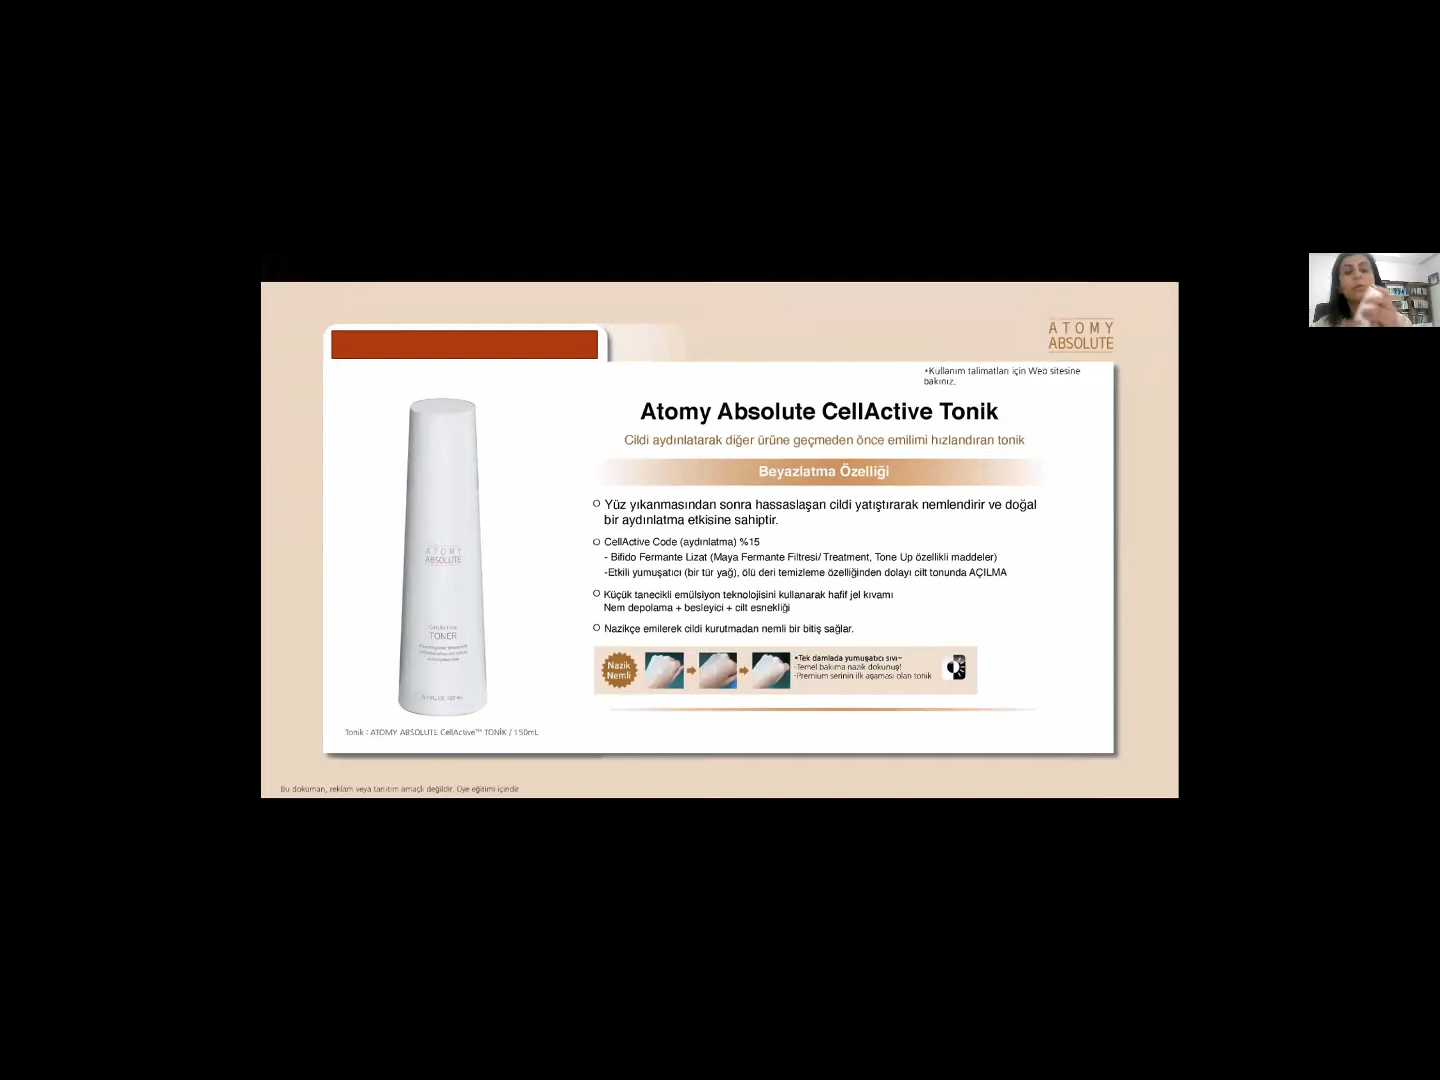 ATOMY
ABSOLUTE
*Kullanım talimatları için Web sitesine
bakınız.
Atomy Absolute CellActive Tonik
Cildi aydınlatarak diğer ürüne geçmeden önce emilimi hızlandıran tonik
Beyazlatma Özelliği
Yüz yıkanmasından sonra hassaslaşan cildi yatıştırarak nemlendirir ve doğal
bir aydınlatma etkisine sahiptir.
CellActive Code (aydınlatma) %15
- Bifido Fermante Lizat (Maya Fermante Filtresi/ Treatment, Tone Up özellikli maddeler)
-Etkili yumuşatıcı (bir tür yağ), ölü deri temizleme özelliğinden dolayı cilt tonunda AÇILMA
Küçük tanecikli emülsiyon teknolojisini kullanarak hafif jel kıvamı
Nem depolama + besleyici + cilt esnekliği
Nazikçe emilerek cildi kurutmadan nemli bir bitiş sağlar.
Nazik
Nemli
*Tek damlada yumuşatıcı sıvı~
-Temel bakıma nazik dokunuş!
-Premium serinin ilk aşaması olan tonik
ATOMY
ABSOLUTE
CellActive
TONER
Tonik : ATOMY ABSOLUTE CellActive™ TONİK / 150mL
Bu doküman, reklam veya tanıtım amaçlı değildir. Üye eğitimi içindir.